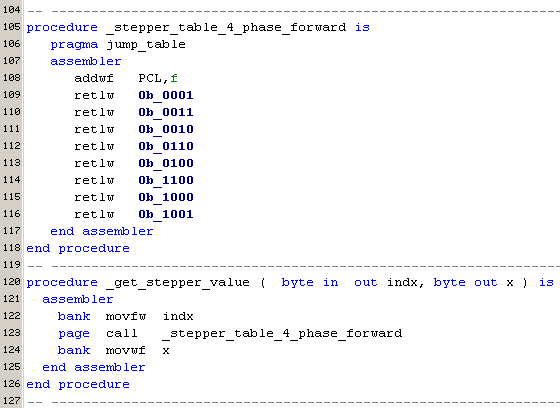 104 -- ----------------------------------------------------------------------
105 procedure _stepper_table_4_phase_forward is
106 pragma jump_table
107 assembler
108 addwf PCL,f
109 retlw 0b_0001
110 retlw 0b_0011
111 retlw 0b_0010
112 retlw 0b_0110
113 retlw 0b_0100
114 retlw 0b_1100
115 retlw 0b_1000
116 retlw 0b_1001
117 end assembler
118 end procedure
119 -- ----------------------------------------------------------------------
120 procedure _get_stepper_value ( byte in out indx, byte out x ) is
121 assembler
122 bank movfw indx
123 page call _stepper_table_4_phase_forward
124 bank movwf x
125 end assembler
126 end procedure
127 -- ----------------------------------------------------------------------